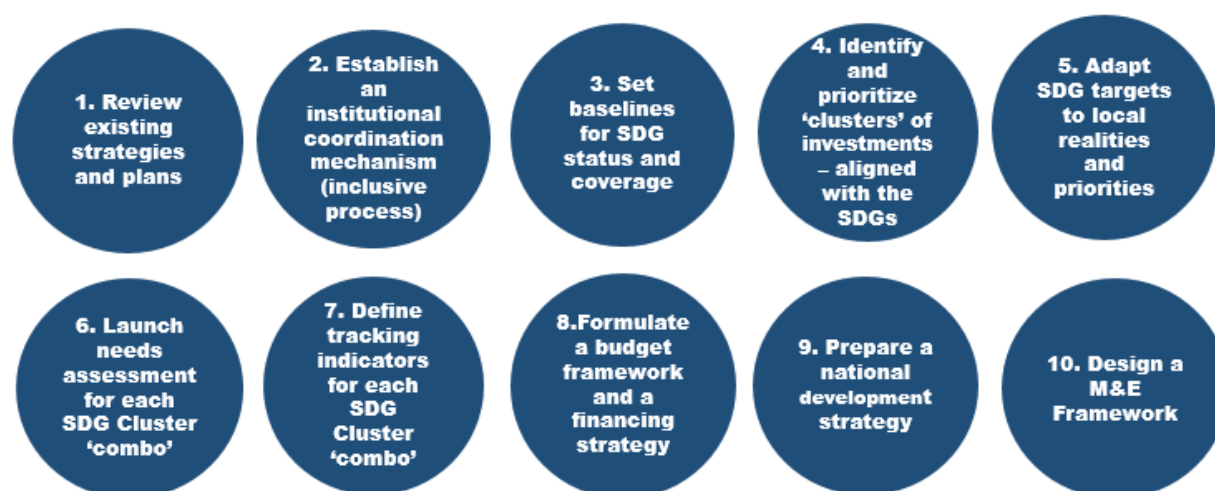 1. Review
existing
strategies
and plans
2. Establish
an
institutional
coordination
mechanism
(inclusive
process)
3. Set
baselines
for SDG
status and
coverage
4. Identify
and
prioritize
‘clusters’ of
investments
– aligned
with the
SDGs
5. Adapt
SDG targets
to local
realities
and
priorities
6. Launch
needs
assessment
for each
SDG Cluster
‘combo’
7. Define
tracking
indicators
for each
SDG
Cluster
‘combo’
8.Formulate
a budget
framework
and a
financing
strategy
9. Prepare a
national
development
strategy
10. Design a
M&E
Framework